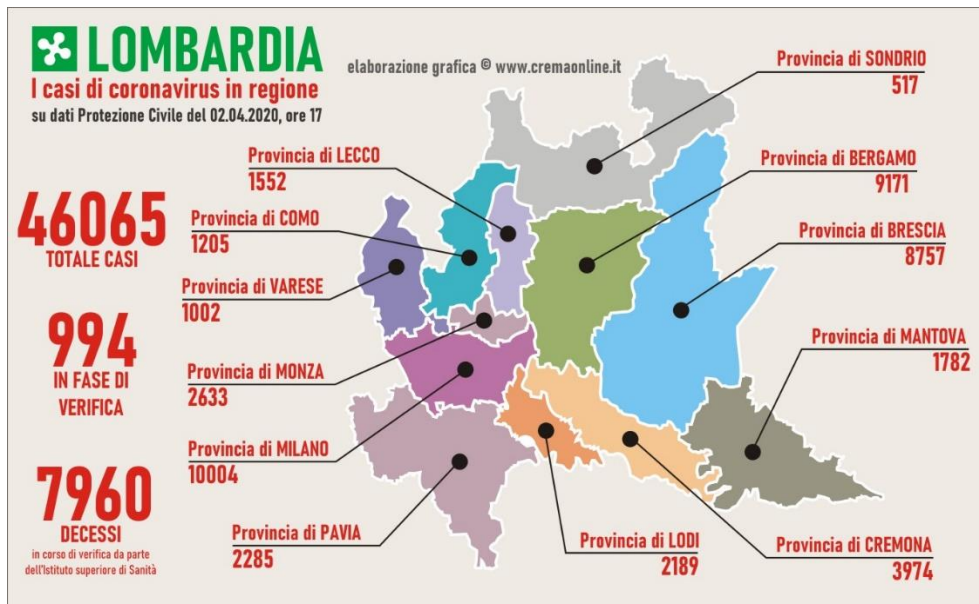 LOMBARDIA
I casi di coronavirus in regione
su dati Protezione Civile del 02.04.2020, ore 17
elaborazione grafica © www.cremaonline.it
46065
TOTALE CASI
994
IN FASE DI
VERIFICA
7960
DECESSI
in corso di verifica da parte
dell'Istituto superiore di Sanità
Provincia di LECCO
1552
Provincia di COMO
1205
Provincia di VARESE
1002
Provincia di MONZA
2633
Provincia di MILANO
10004
Provincia di PAVIA
2285
Provincia di SONDRIO
517
Provincia di BERGAMO
9171
Provincia di BRESCIA
8757
Provincia di MANTOVA
1782
Provincia di LODI
2189
Provincia di CREMONA
3974